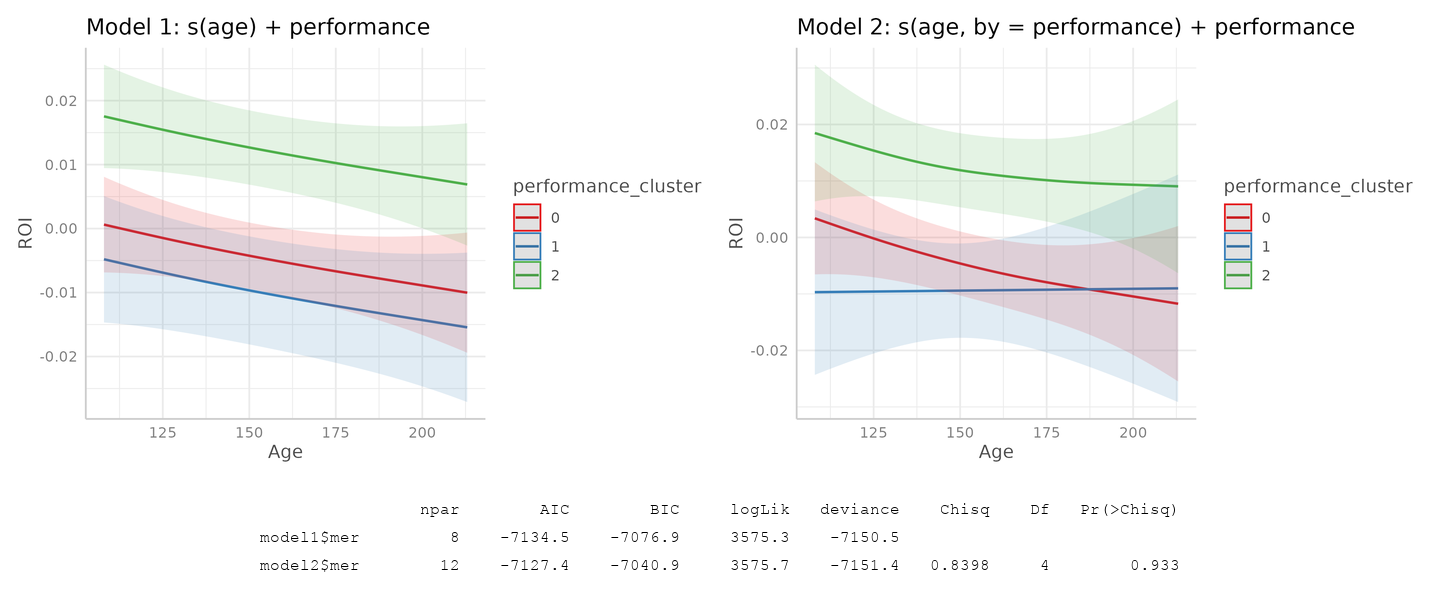 Model 1: s(age) + performance
0.02
0.01
0.00
-0.01
-0.02
ROI
125 150 175 200
Age
performance_cluster
0
1
2
Model 2: s(age, by = performance) + performance
0.02
0.00
-0.02
ROI
125 150 175 200
Age
performance_cluster
0
1
2
npar AIC BIC logLik deviance Chisq Df Pr(>Chisq)
model1$mer 8 -7134.5 -7076.9 3575.3 -7150.5
model2$mer 12 -7127.4 -7040.9 3575.7 -7151.4 0.8398 4 0.933